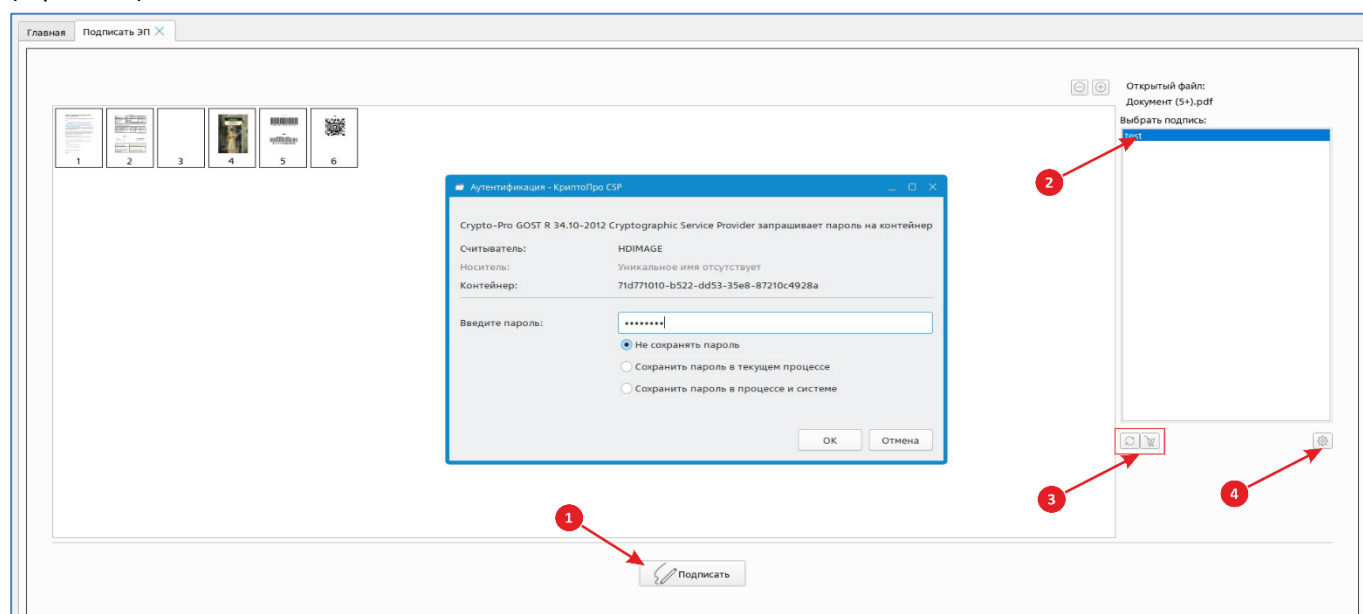 Главная Подписать ЭП
Открытый файл:
Документ (5+).pdf
Выбрать подпись:
test
1 2 3 4 5 6
2
Аутентификация - КриптоПро CSP
Crypto-Pro GOST R 34.10-2012 Cryptographic Service Provider запрашивает пароль на контейнер
Считыватель: HDIMAGE
Носитель: Уникальное имя отсутствует
Контейнер: 71d771010-b522-dd53-35e8-87210c4928a
Введите пароль: ••••••••
Не сохранять пароль
Сохранить пароль в текущем процессе
Сохранить пароль в процессе и системе
ОК Отмена
3
4
1
Подписать